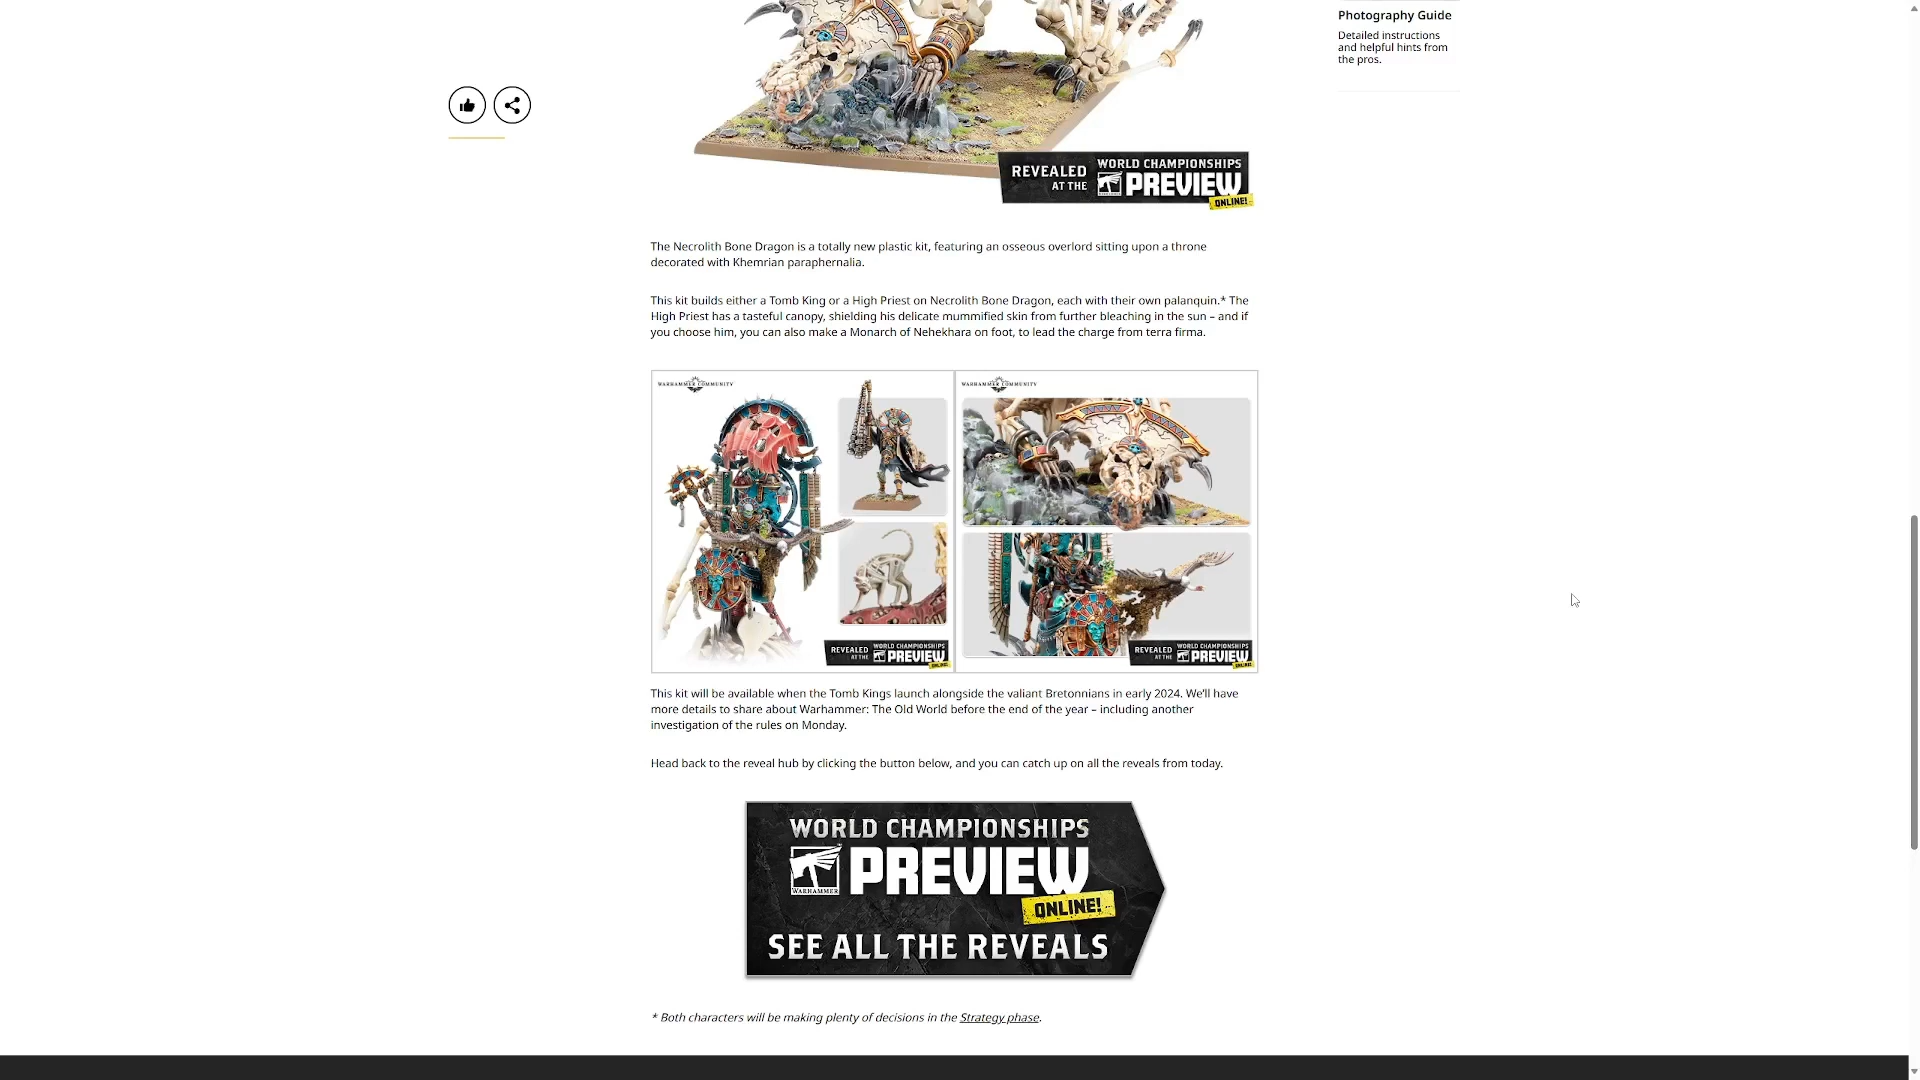 Photography Guide
Detailed instructions
and helpful hints from
the pros.
REVEALED
AT THE
WORLD CHAMPIONSHIPS
PREVIEW
ONLINE!
The Necrolith Bone Dragon is a totally new plastic kit, featuring an osseous overlord sitting upon a throne
decorated with Khemrian paraphernalia.
This kit builds either a Tomb King or a High Priest on Necrolith Bone Dragon, each with their own palanquin.* The
High Priest has a tasteful canopy, shielding his delicate mummified skin from further bleaching in the sun – and if
you choose him, you can also make a Monarch of Nehekhara on foot, to lead the charge from terra firma.
WARHAMMER COMMUNITY
WARHAMMER COMMUNITY
REVEALED
AT THE
WORLD CHAMPIONSHIPS
PREVIEW
ONLINE!
REVEALED
AT THE
WORLD CHAMPIONSHIPS
PREVIEW
ONLINE!
This kit will be available when the Tomb Kings launch alongside the valiant Bretonnians in early 2024. We'll have
more details to share about Warhammer: The Old World before the end of the year – including another
investigation of the rules on Monday.
Head back to the reveal hub by clicking the button below, and you can catch up on all the reveals from today.
WORLD CHAMPIONSHIPS
WARHAMMER
PREVIEW
ONLINE!
SEE ALL THE REVEALS
* Both characters will be making plenty of decisions in the Strategy phase.